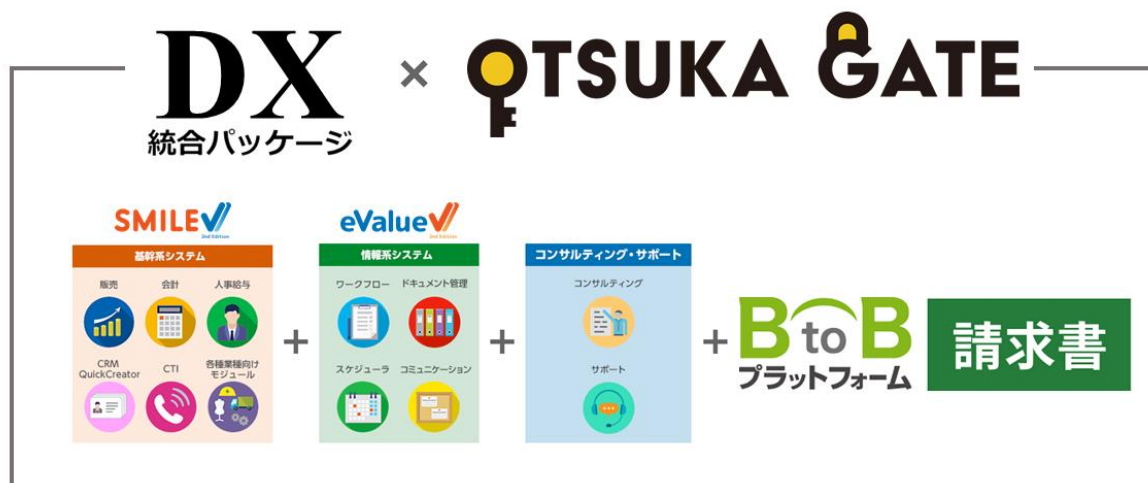 DX
統合パッケージ
×
OTSUKA GATE
SMILE V
2nd Edition
基幹系システム
販売
会計
人事給与
CRM
QuickCreator
CTI
各種業種向け
モジュール
+
eValue V
2nd Edition
情報系システム
ワークフロー
ドキュメント管理
スケジューラ
コミュニケーション
+
コンサルティング・サポート
コンサルティング
サポート
+
BtoB
プラットフォーム
請求書